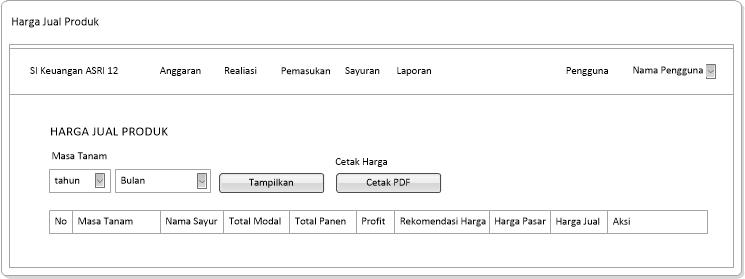 Harga Jual Produk
SI Keuangan ASRI 12 Anggaran Realiasi Pemasukan Sayuran Laporan Pengguna Nama Pengguna
HARGA JUAL PRODUK
Masa Tanam
Cetak Harga
tahun Bulan Tampilkan Cetak PDF
No Masa Tanam Nama Sayur Total Modal Total Panen Profit Rekomendasi Harga Harga Pasar Harga Jual Aksi